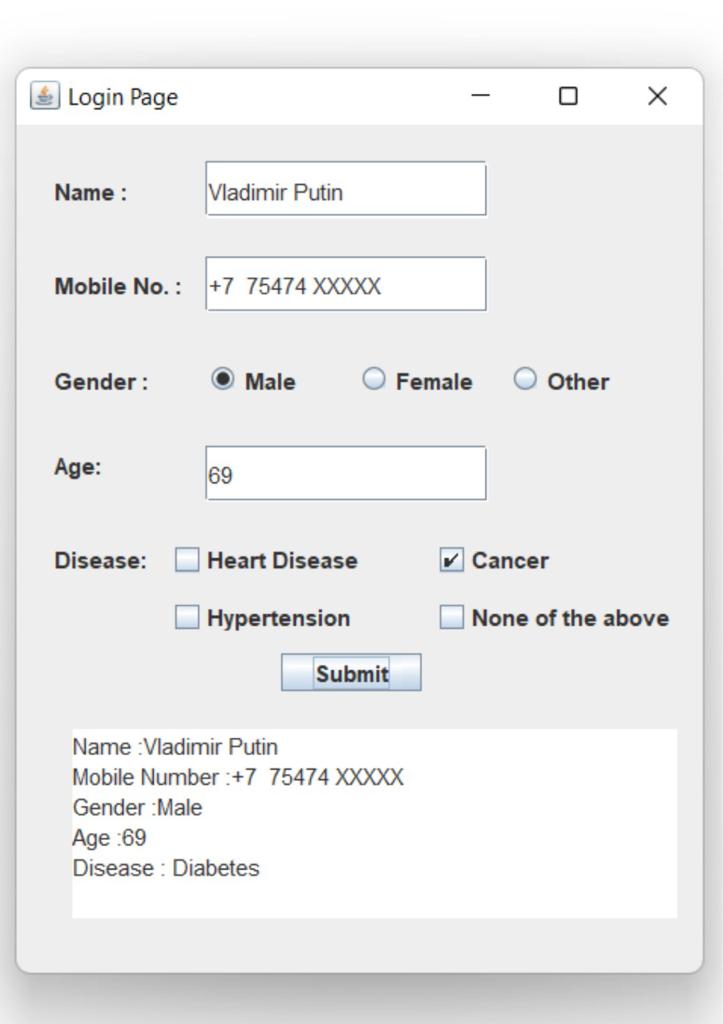 Login Page
Name : Vladimir Putin
Mobile No. : +7  75474 XXXXX
Gender : Male Female Other
Age: 69
Disease: Heart Disease Cancer
Hypertension None of the above
Submit
Name :Vladimir Putin
Mobile Number :+7  75474 XXXXX
Gender :Male
Age :69
Disease : Diabetes